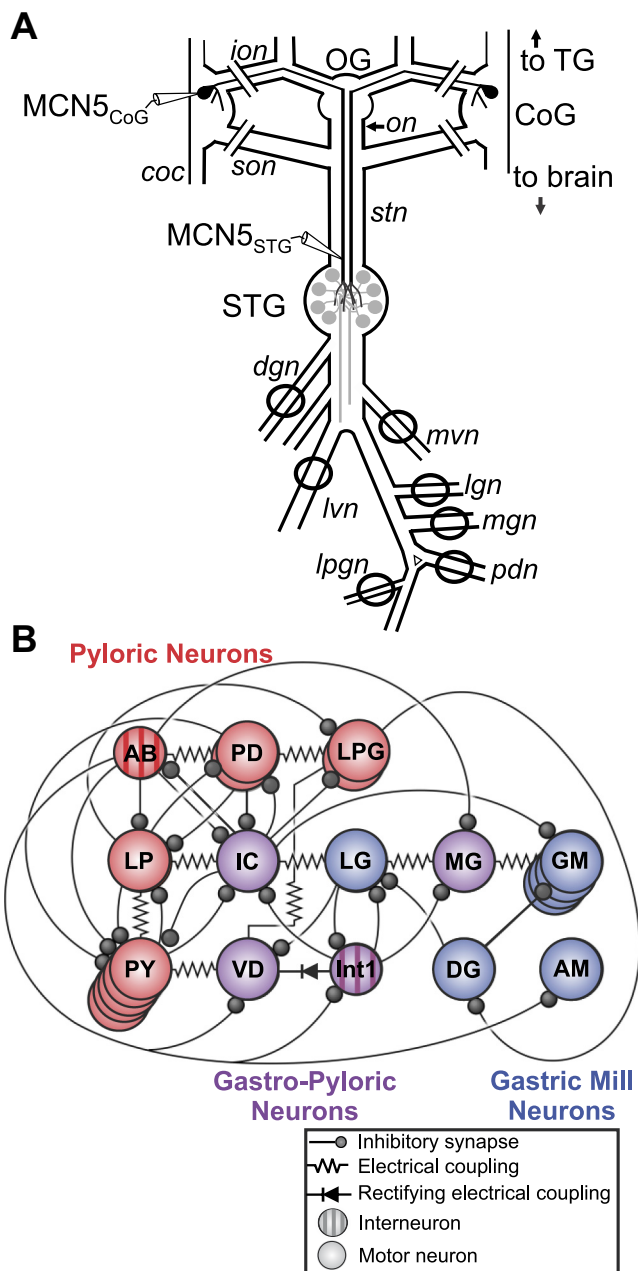 A
ion
OG
to TG
MCN5CoG
on
CoG
coc
son
to brain
stn
MCN5STG
STG
dgn
mvn
lgn
lvn
mgn
lpgn
pdn
B
Pyloric Neurons
AB
PD
LPG
LP
IC
LG
MG
GM
PY
VD
Int1
DG
AM
Gastro-Pyloric
Neurons
Gastric Mill
Neurons
Inhibitory synapse
Electrical coupling
Rectifying electrical coupling
Interneuron
Motor neuron